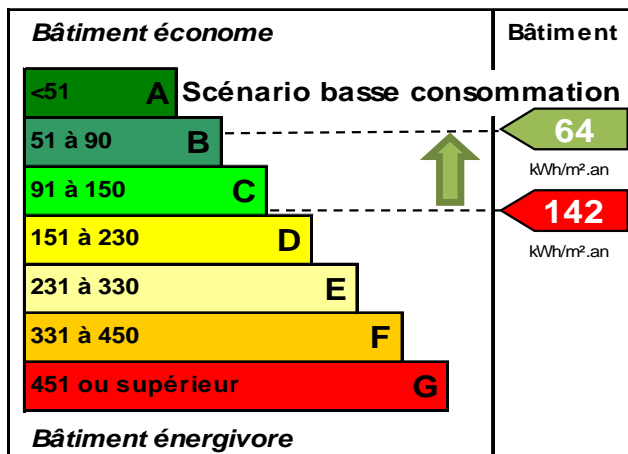 Bâtiment économe
Bâtiment
<51 A Scénario basse consommation
51 à 90 B
64
kWh/m².an
91 à 150 C
142
151 à 230 D
kWh/m².an
231 à 330 E
331 à 450 F
451 ou supérieur G
Bâtiment énergivore